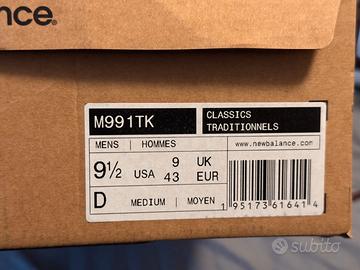 nce.®
M991TK
CLASSICS
TRADITIONNELS
MENS | HOMMES
www.newbalance.com
9½ USA 9 UK
43 EUR
D MEDIUM | MOYEN
1 95173 61641 4
subito